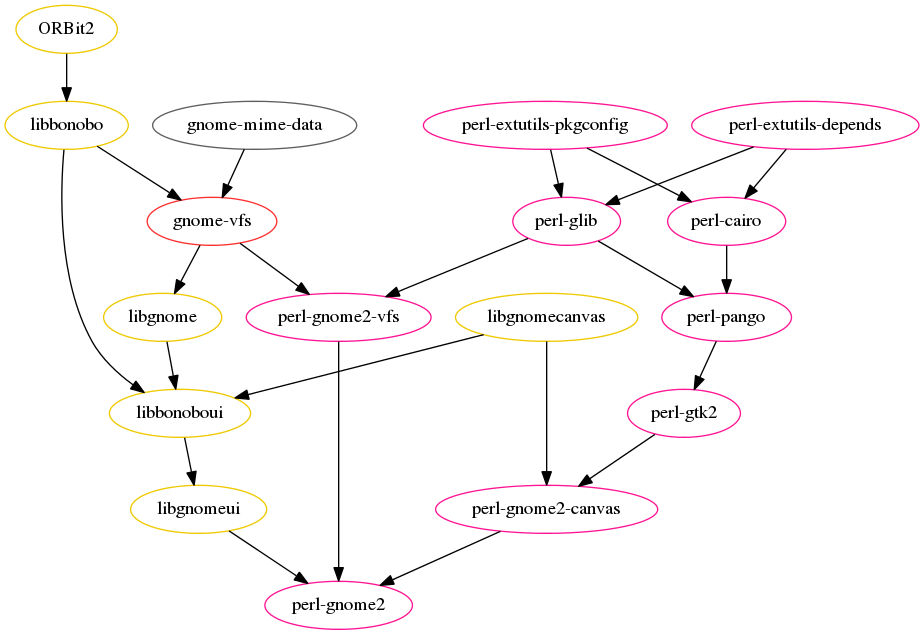 ORBit2
libbonobo
gnome-mime-data
perl-extutils-pkgconfig
perl-extutils-depends
gnome-vfs
perl-glib
perl-cairo
libgnome
perl-gnome2-vfs
libgnomecanvas
perl-pango
libbonoboui
perl-gtk2
libgnomeui
perl-gnome2-canvas
perl-gnome2